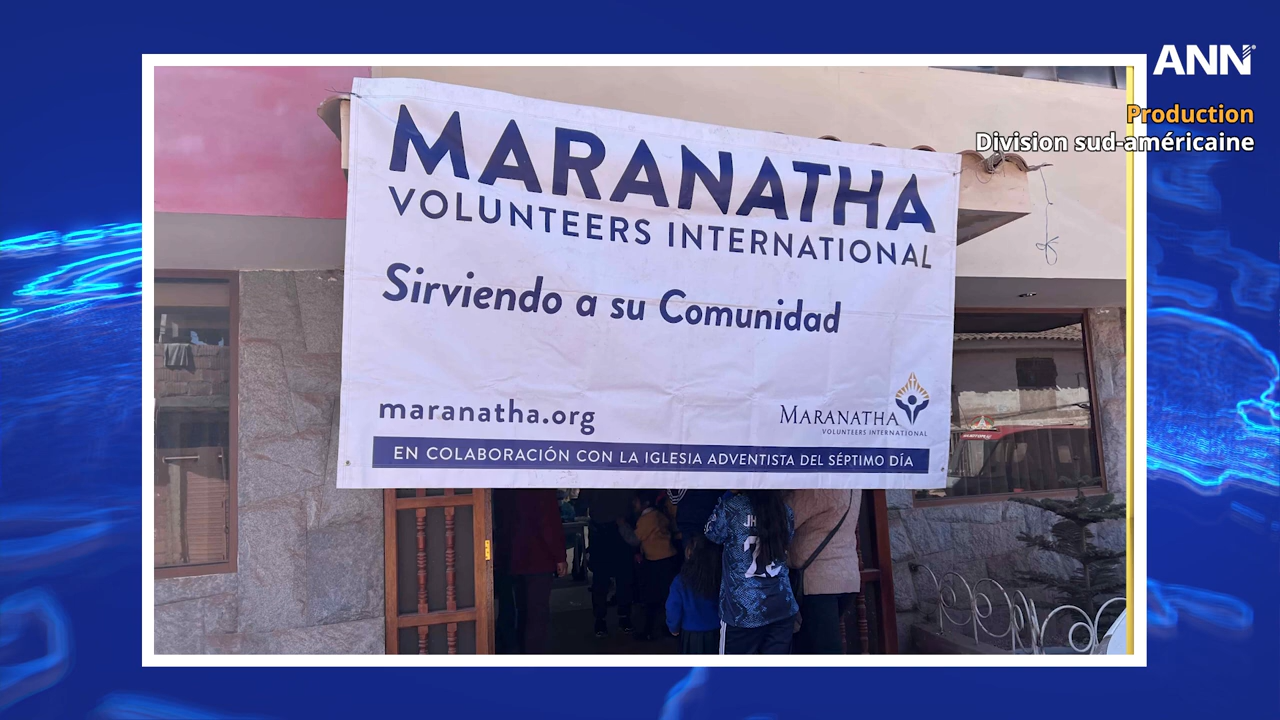 ANN
Production
Division sud-américaine
MARANATHA
VOLUNTEERS INTERNATIONAL
Sirviendo a su Comunidad
maranatha.org
MARANATHA
VOLUNTEERS INTERNATIONAL
EN COLABORACIÓN CON LA IGLESIA ADVENTISTA DEL SÉPTIMO DÍA
JH